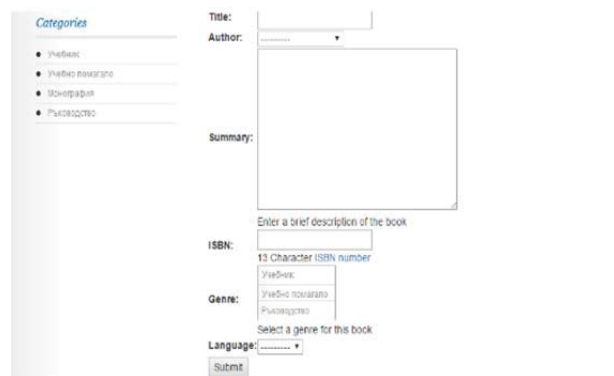 Categories
Учебник
Учебно помагало
Монография
Ръководство
Title:
Author:
---------
Summary:
Enter a brief description of the book
ISBN:
13 Character ISBN number
Genre:
Учебник
Учебно помагало
Ръководство
Select a genre for this book
Language:
---------
Submit